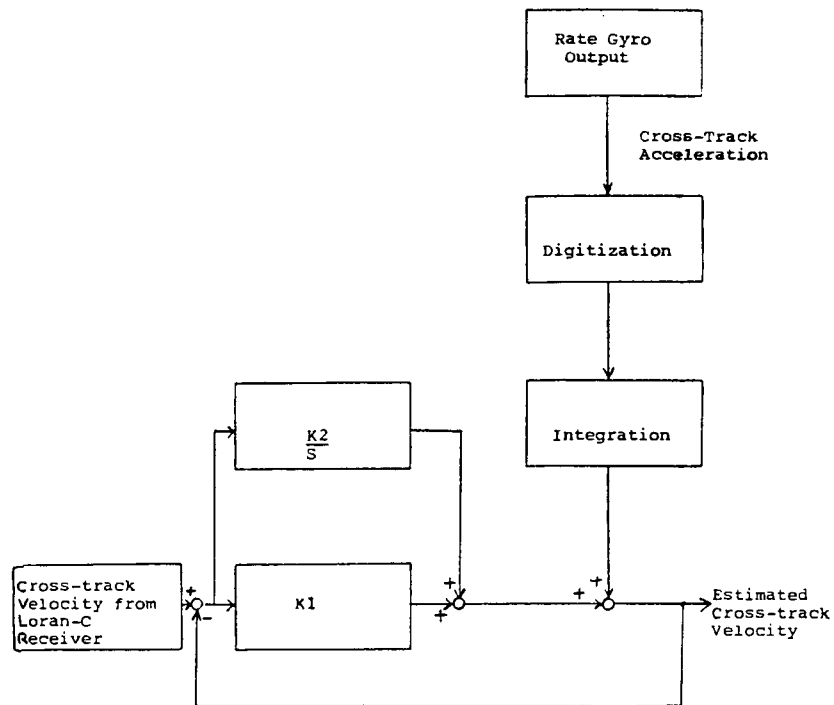 Rate Gyro
Output
Cross-Track
Acceleration
Digitization
Integration
K2
S
Cross-track
Velocity from
Loran-C
Receiver
+
-
K1
+
+
+
+
Estimated
Cross-track
Velocity